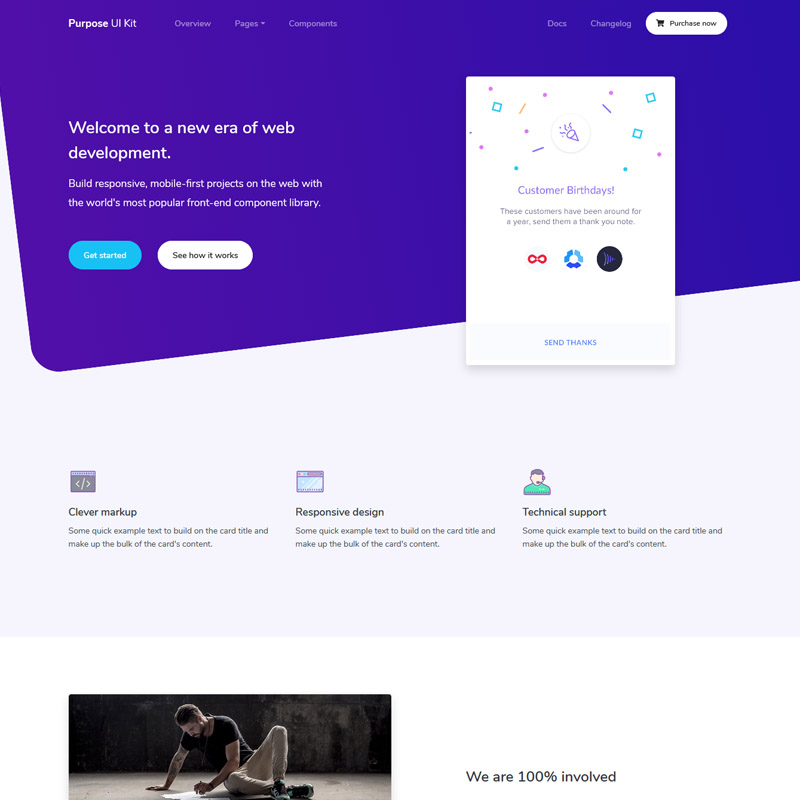 Purpose UI Kit Overview Pages Components Docs Changelog Purchase now
Welcome to a new era of web
development.
Build responsive, mobile-first projects on the web with
the world's most popular front-end component library.
Get started See how it works
Customer Birthdays!
These customers have been around for
a year, send them a thank you note.
SEND THANKS
Clever markup
Some quick example text to build on the card title and
make up the bulk of the card's content.
Responsive design
Some quick example text to build on the card title and
make up the bulk of the card's content.
Technical support
Some quick example text to build on the card title and
make up the bulk of the card's content.
We are 100% involved